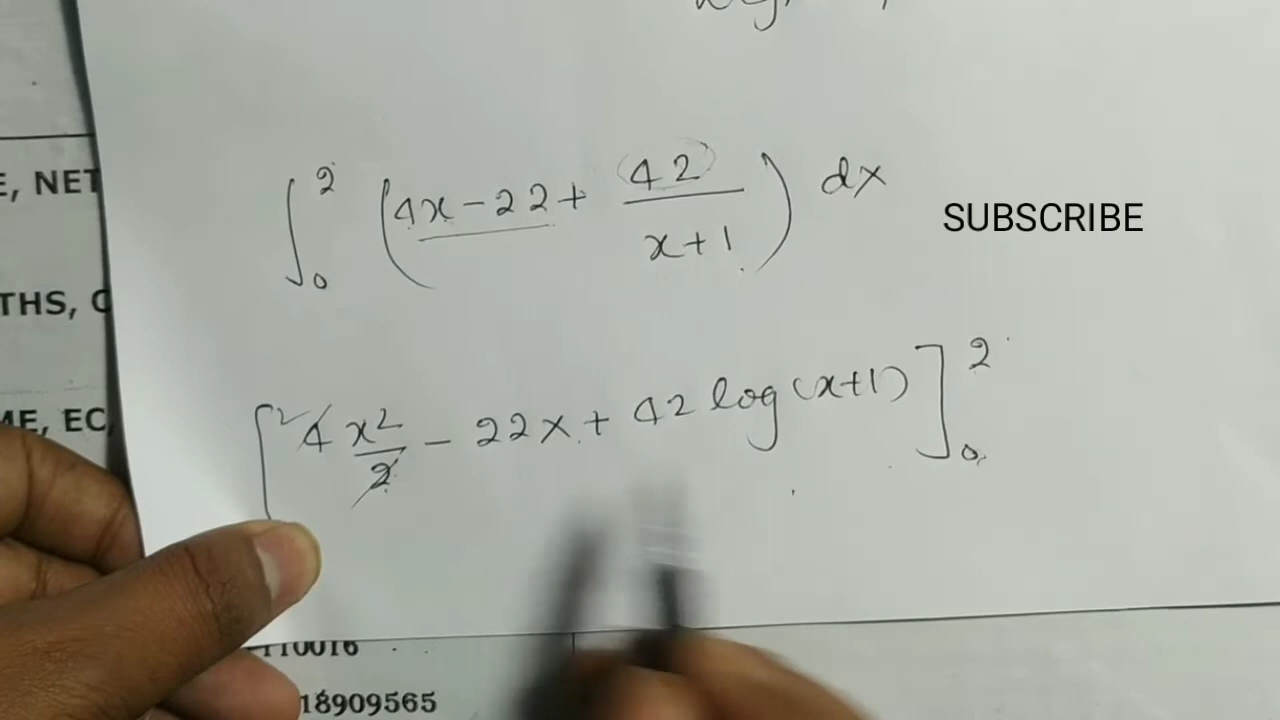 ∫₀² (4x - 22 + 42/(x+1)) dx
SUBSCRIBE
[²4 x²/2 - 22x + 42 log(x+1)]₀²
E, NET
THS, C
ME, EC,
110016
18909565